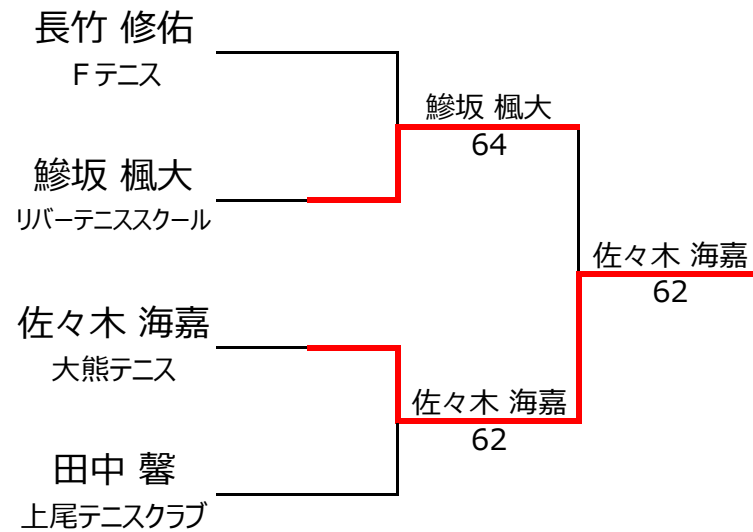 長竹 修佑
Ｆテニス
鰺坂 楓大
64
鰺坂 楓大
リバーテニススクール
佐々木 海嘉
62
佐々木 海嘉
大熊テニス
佐々木 海嘉
62
田中 馨
上尾テニスクラブ